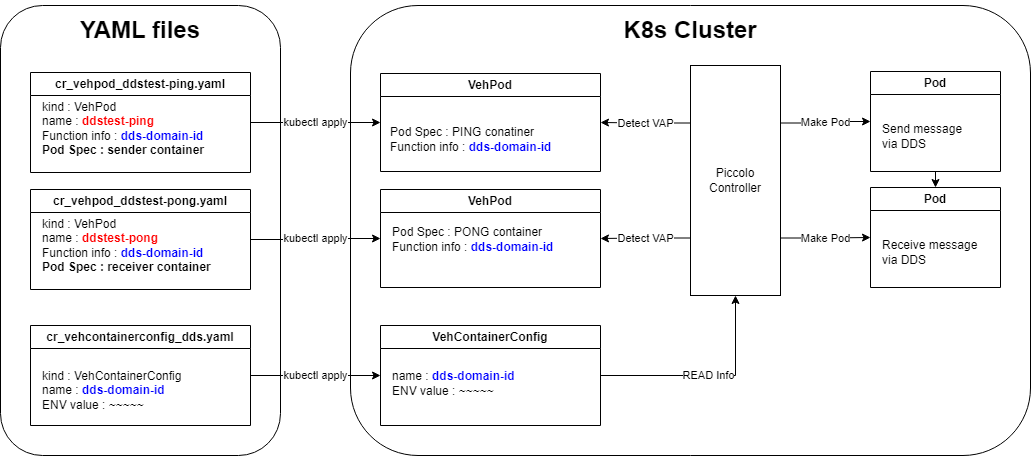 YAML files
cr_vehpod_ddstest-ping.yaml
kind : VehPod
name : ddstest-ping
Function info : dds-domain-id
Pod Spec : sender container
cr_vehpod_ddstest-pong.yaml
kind : VehPod
name : ddstest-pong
Function info : dds-domain-id
Pod Spec : receiver container
cr_vehcontainerconfig_dds.yaml
kind : VehContainerConfig
name : dds-domain-id
ENV value : ~~~~~
kubectl apply
kubectl apply
kubectl apply
K8s Cluster
VehPod
Pod Spec : PING conatiner
Function info : dds-domain-id
VehPod
Pod Spec : PONG container
Function info : dds-domain-id
VehContainerConfig
name : dds-domain-id
ENV value : ~~~~~
Detect VAP
Detect VAP
READ Info
Piccolo
Controller
Make Pod
Make Pod
Pod
Send message
via DDS
Pod
Receive message
via DDS